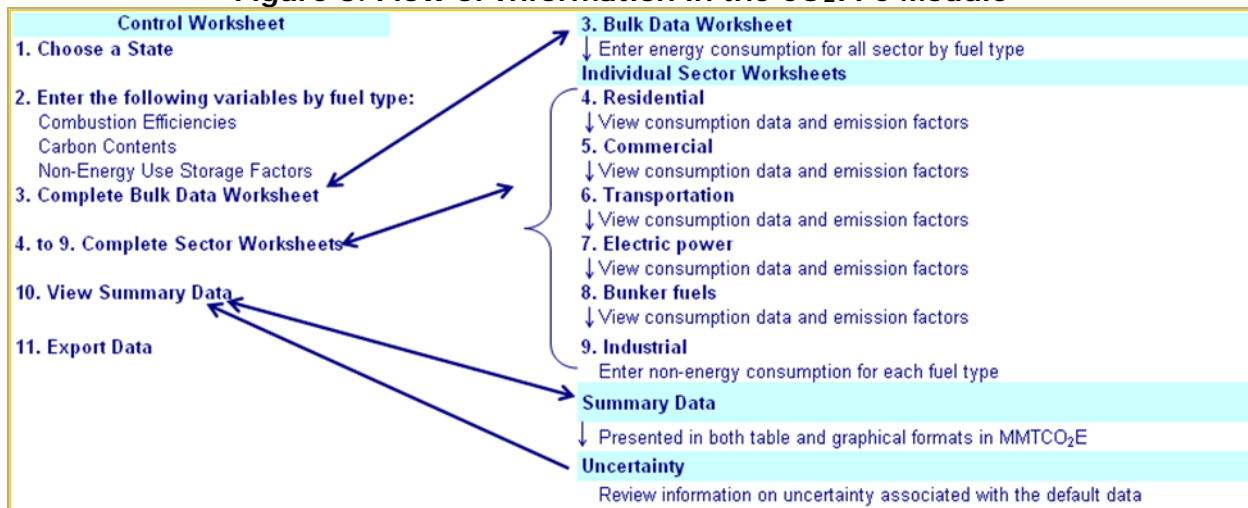 Control Worksheet
1. Choose a State
2. Enter the following variables by fuel type:
Combustion Efficiencies
Carbon Contents
Non-Energy Use Storage Factors
3. Complete Bulk Data Worksheet
4. to 9. Complete Sector Worksheets
10. View Summary Data
11. Export Data
3. Bulk Data Worksheet
↓ Enter energy consumption for all sector by fuel type
Individual Sector Worksheets
4. Residential
↓ View consumption data and emission factors
5. Commercial
↓ View consumption data and emission factors
6. Transportation
↓ View consumption data and emission factors
7. Electric power
↓ View consumption data and emission factors
8. Bunker fuels
↓ View consumption data and emission factors
9. Industrial
Enter non-energy consumption for each fuel type
Summary Data
↓ Presented in both table and graphical formats in MMTCO₂E
Uncertainty
Review information on uncertainty associated with the default data